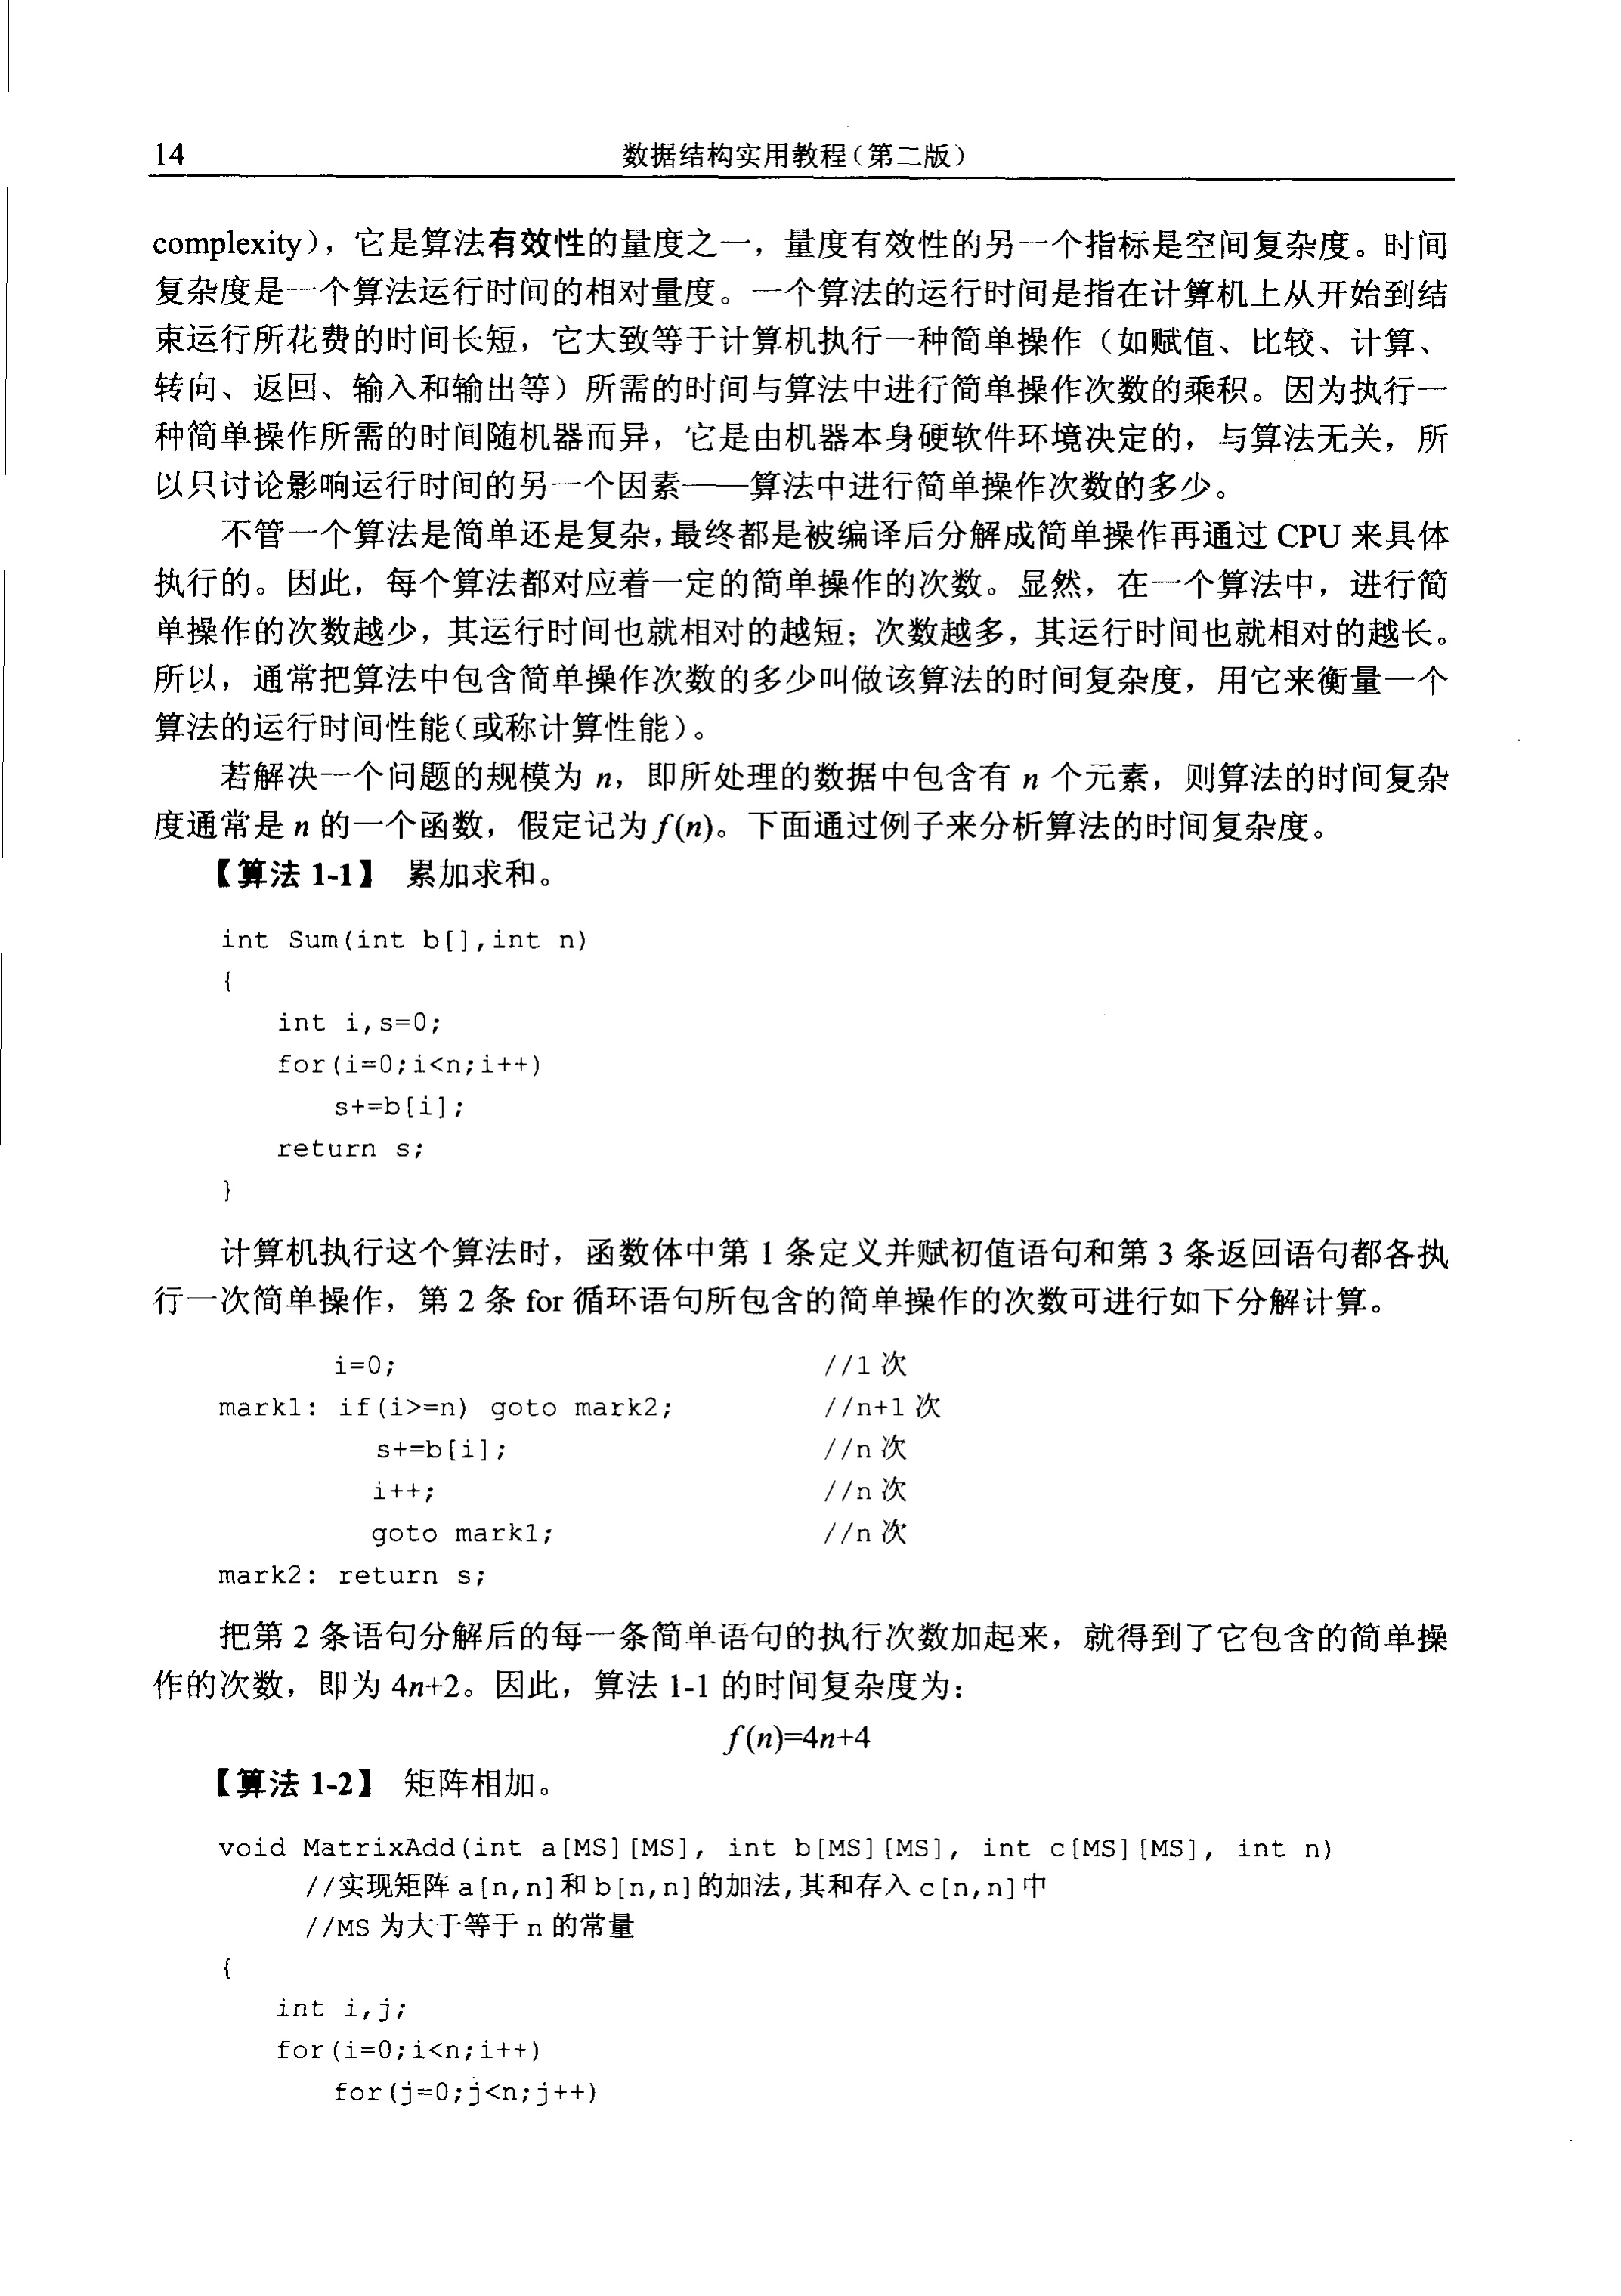 14
数据结构实用教程(第二版)
complexity)，它是算法有效性的量度之一，量度有效性的另一个指标是空间复杂度。时间
复杂度是一个算法运行时间的相对量度。一个算法的运行时间是指在计算机上从开始到结
束运行所花费的时间长短，它大致等于计算机执行一种简单操作（如赋值、比较、计算、
转向、返回、输入和输出等）所需的时间与算法中进行简单操作次数的乘积。因为执行一
种简单操作所需的时间随机器而异，它是由机器本身硬软件环境决定的，与算法无关，所
以只讨论影响运行时间的另一个因素——算法中进行简单操作次数的多少。
不管一个算法是简单还是复杂，最终都是被编译后分解成简单操作再通过 CPU 来具体
执行的。因此，每个算法都对应着一定的简单操作的次数。显然，在一个算法中，进行简
单操作的次数越少，其运行时间也就相对的越短；次数越多，其运行时间也就相对的越长。
所以，通常把算法中包含简单操作次数的多少叫做该算法的时间复杂度，用它来衡量一个
算法的运行时间性能(或称计算性能)。
若解决一个问题的规模为 n，即所处理的数据中包含有 n 个元素，则算法的时间复杂
度通常是 n 的一个函数，假定记为 f(n)。下面通过例子来分析算法的时间复杂度。
【算法 1-1】 累加求和。
int Sum(int b[],int n)
{
int i,s=0;
for(i=0;i<n;i++)
s+=b[i];
return s;
}
计算机执行这个算法时，函数体中第 1 条定义并赋初值语句和第 3 条返回语句都各执
行一次简单操作，第 2 条 for 循环语句所包含的简单操作的次数可进行如下分解计算。
i=0; //1 次
mark1: if(i>=n) goto mark2; //n+1 次
s+=b[i]; //n 次
i++; //n 次
goto mark1; //n 次
mark2: return s;
把第 2 条语句分解后的每一条简单语句的执行次数加起来，就得到了它包含的简单操
作的次数，即为 4n+2。因此，算法 1-1 的时间复杂度为：
f(n)=4n+4
【算法 1-2】 矩阵相加。
void MatrixAdd(int a[MS][MS], int b[MS][MS], int c[MS][MS], int n)
//实现矩阵 a[n,n]和 b[n,n]的加法,其和存入 c[n,n]中
//MS 为大于等于 n 的常量
{
int i,j;
for(i=0;i<n;i++)
for(j=0;j<n;j++)